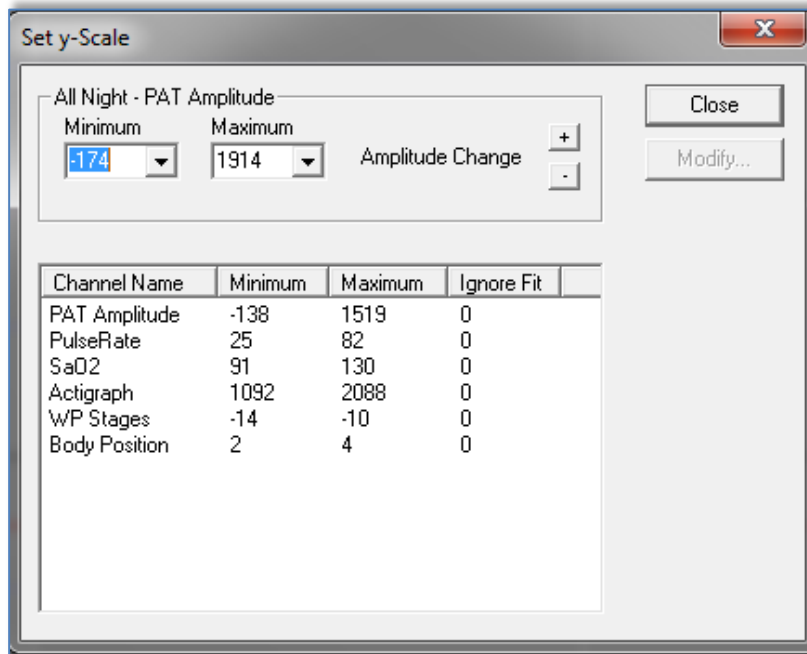 Set y-Scale
All Night - PAT Amplitude
Minimum Maximum
-174 1914 Amplitude Change + -
Close
Modify...
Channel Name Minimum Maximum Ignore Fit
PAT Amplitude -138 1519 0
PulseRate 25 82 0
SaO2 91 130 0
Actigraph 1092 2088 0
WP Stages -14 -10 0
Body Position 2 4 0